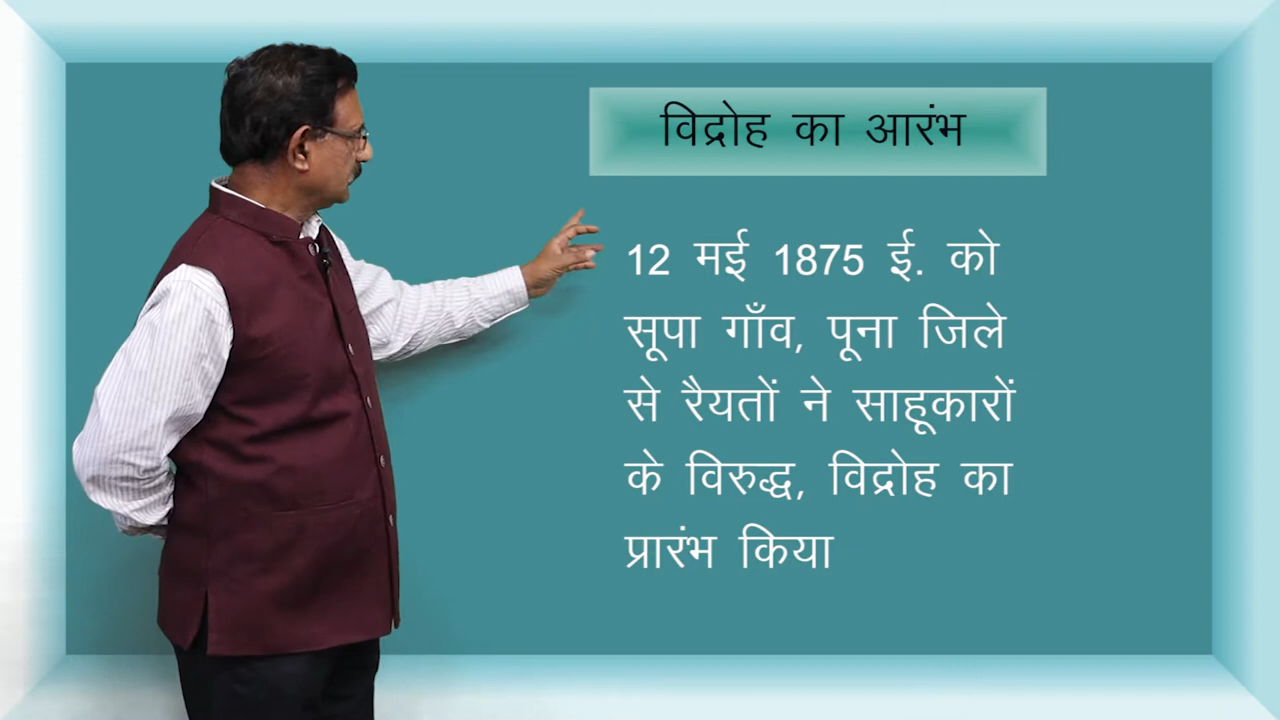 विद्रोह का आरंभ
12 मई 1875 ई. को
सूपा गाँव, पूना जिले
से रैयतों ने साहूकारों
के विरुद्ध, विद्रोह का
प्रारंभ किया